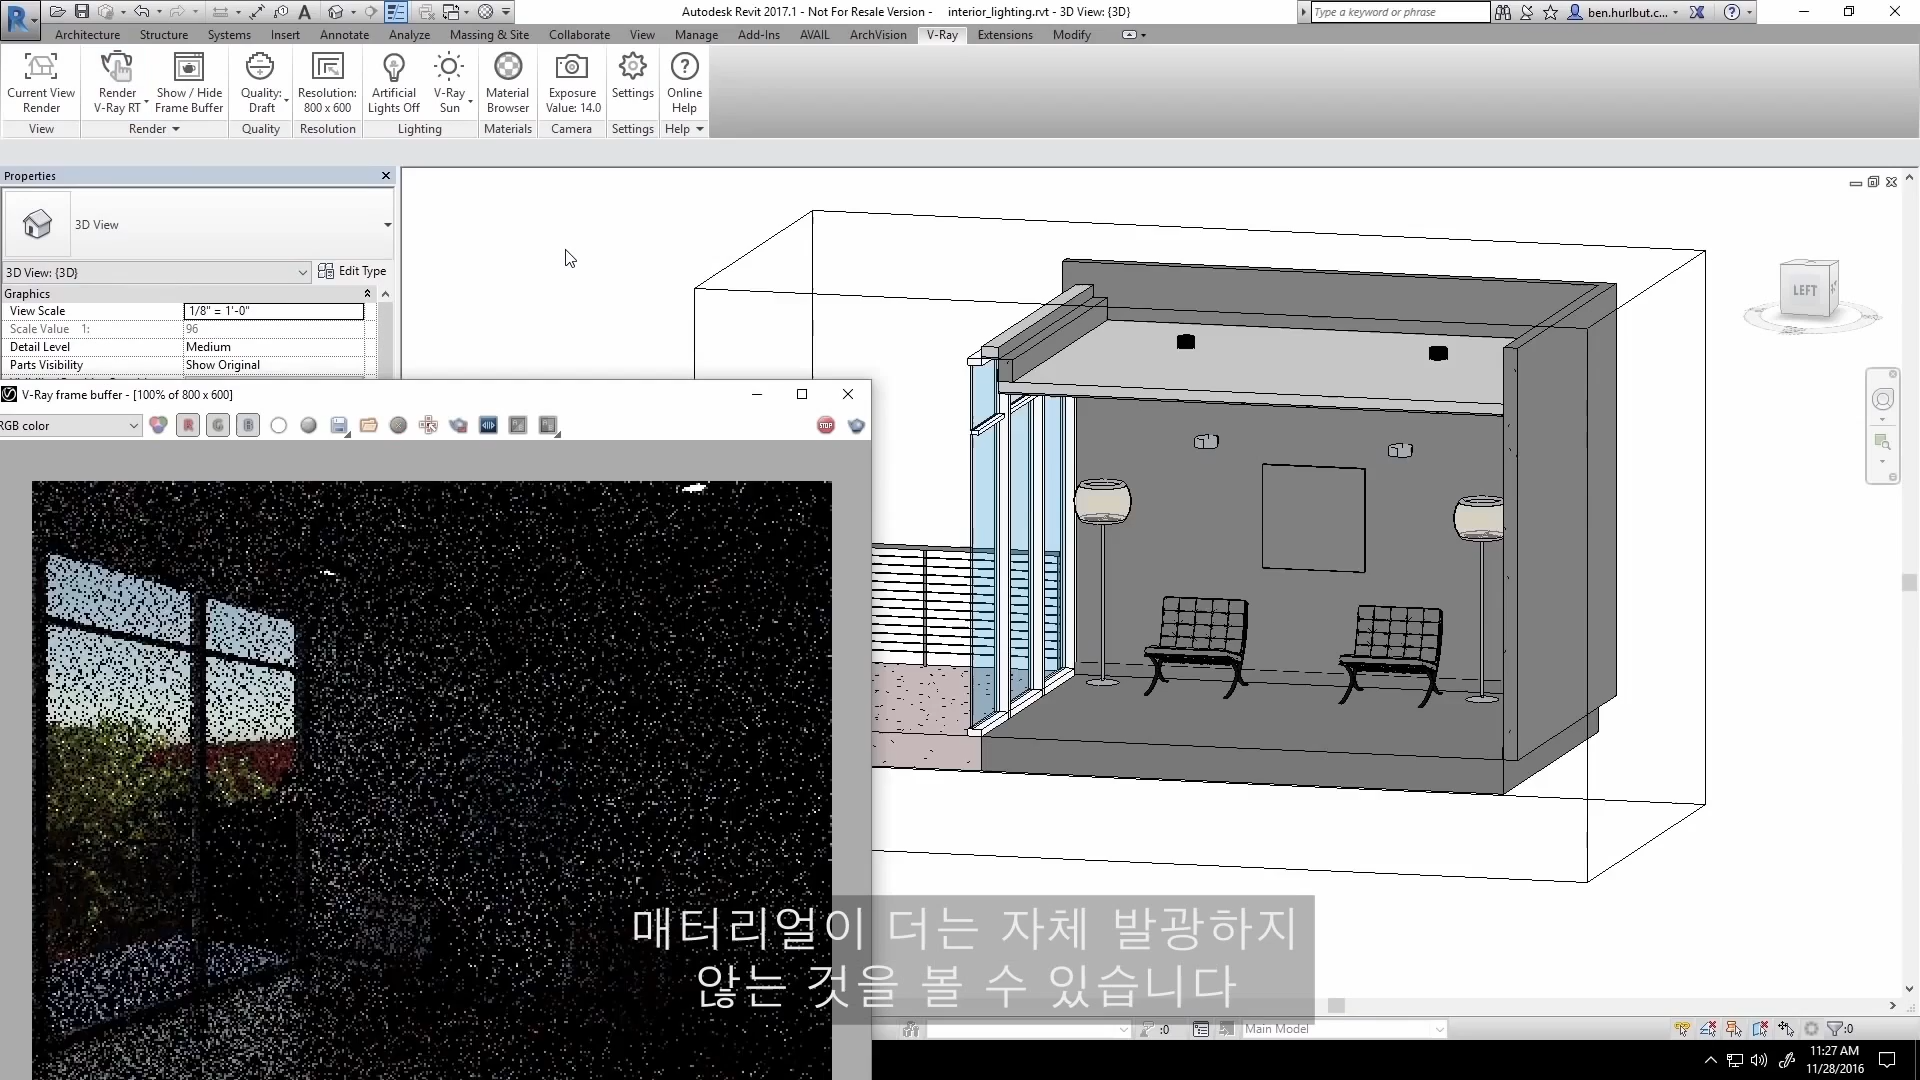 Autodesk Revit 2017.1 - Not For Resale Version - interior_lighting.rvt - 3D View: {3D}
Type a keyword or phrase
ben.hurlbut.c...
Architecture Structure Systems Insert Annotate Analyze Massing & Site Collaborate View Manage Add-Ins AVAIL ArchVision V-Ray Extensions Modify
Current View Render
Render V-Ray RT
Show / Hide Frame Buffer
Quality: Draft
Resolution: 800 x 600
Artificial Lights Off
V-Ray Sun
Material Browser
Exposure Value: 14.0
Settings
Online Help
View Render Quality Resolution Lighting Materials Camera Settings Help
Properties
3D View
3D View: {3D}
Edit Type
Graphics
View Scale 1/8" = 1'-0"
Scale Value 1: 96
Detail Level Medium
Parts Visibility Show Original
LEFT
V-Ray frame buffer - [100% of 800 x 600]
RGB color
R G B
STOP
매터리얼이 더는 자체 발광하지
않는 것을 볼 수 있습니다
:0
Main Model
:0
11:27 AM
11/28/2016